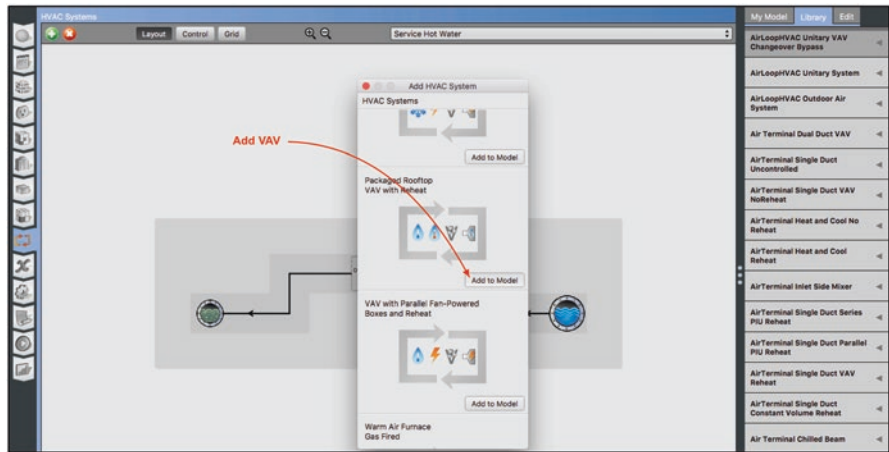 HVAC Systems
Layout
Control
Grid
Service Hot Water
My Model
Library
Edit
Add HVAC System
HVAC Systems
Add to Model
Add VAV
Packaged Rooftop
VAV with Reheat
Add to Model
VAV with Parallel Fan-Powered
Boxes and Reheat
Add to Model
Warm Air Furnace
Gas Fired
AirLoopHVAC Unitary VAV
Changeover Bypass
AirLoopHVAC Unitary System
AirLoopHVAC Outdoor Air
System
Air Terminal Dual Duct VAV
AirTerminal Single Duct
Uncontrolled
AirTerminal Single Duct VAV
NoReheat
AirTerminal Heat and Cool No
Reheat
AirTerminal Heat and Cool
Reheat
AirTerminal Inlet Side Mixer
AirTerminal Single Duct Series
PIU Reheat
AirTerminal Single Duct Parallel
PIU Reheat
AirTerminal Single Duct VAV
Reheat
AirTerminal Single Duct
Constant Volume Reheat
Air Terminal Chilled Beam